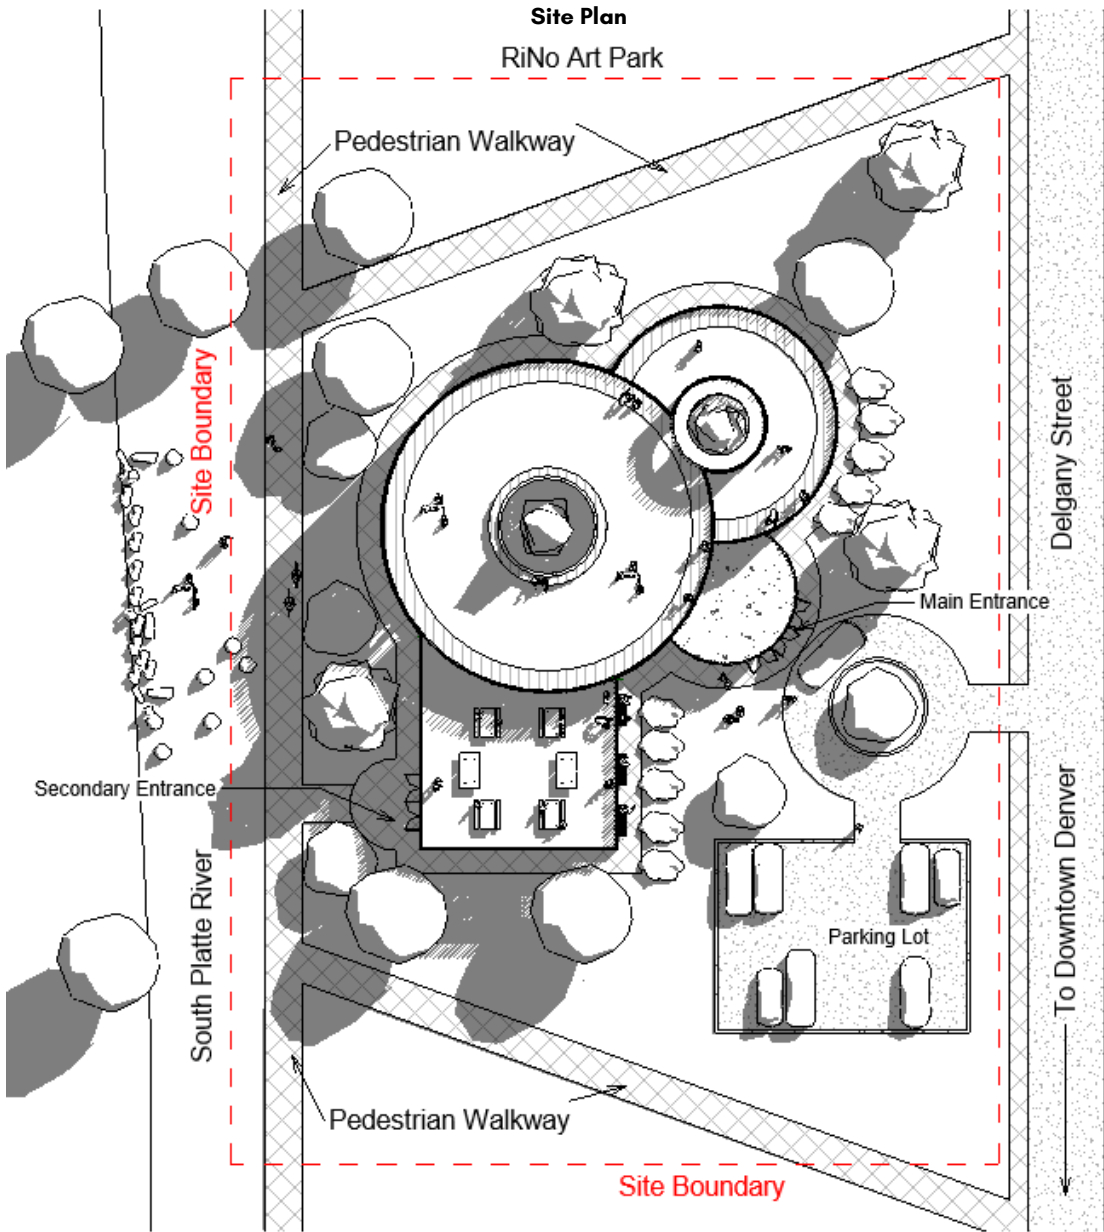 Site Plan
RiNo Art Park
Pedestrian Walkway
Site Boundary
Delgany Street
Main Entrance
Secondary Entrance
South Platte River
Parking Lot
To Downtown Denver
Pedestrian Walkway
Site Boundary